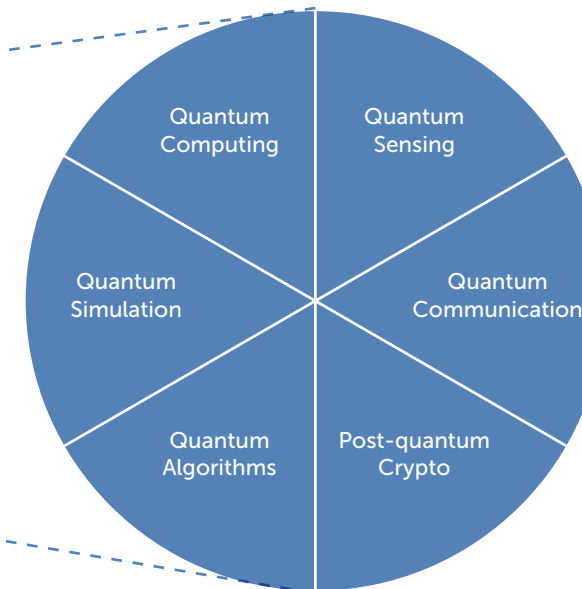 Quantum
Computing
Quantum
Sensing
Quantum
Simulation
Quantum
Communication
Quantum
Algorithms
Post-quantum
Crypto